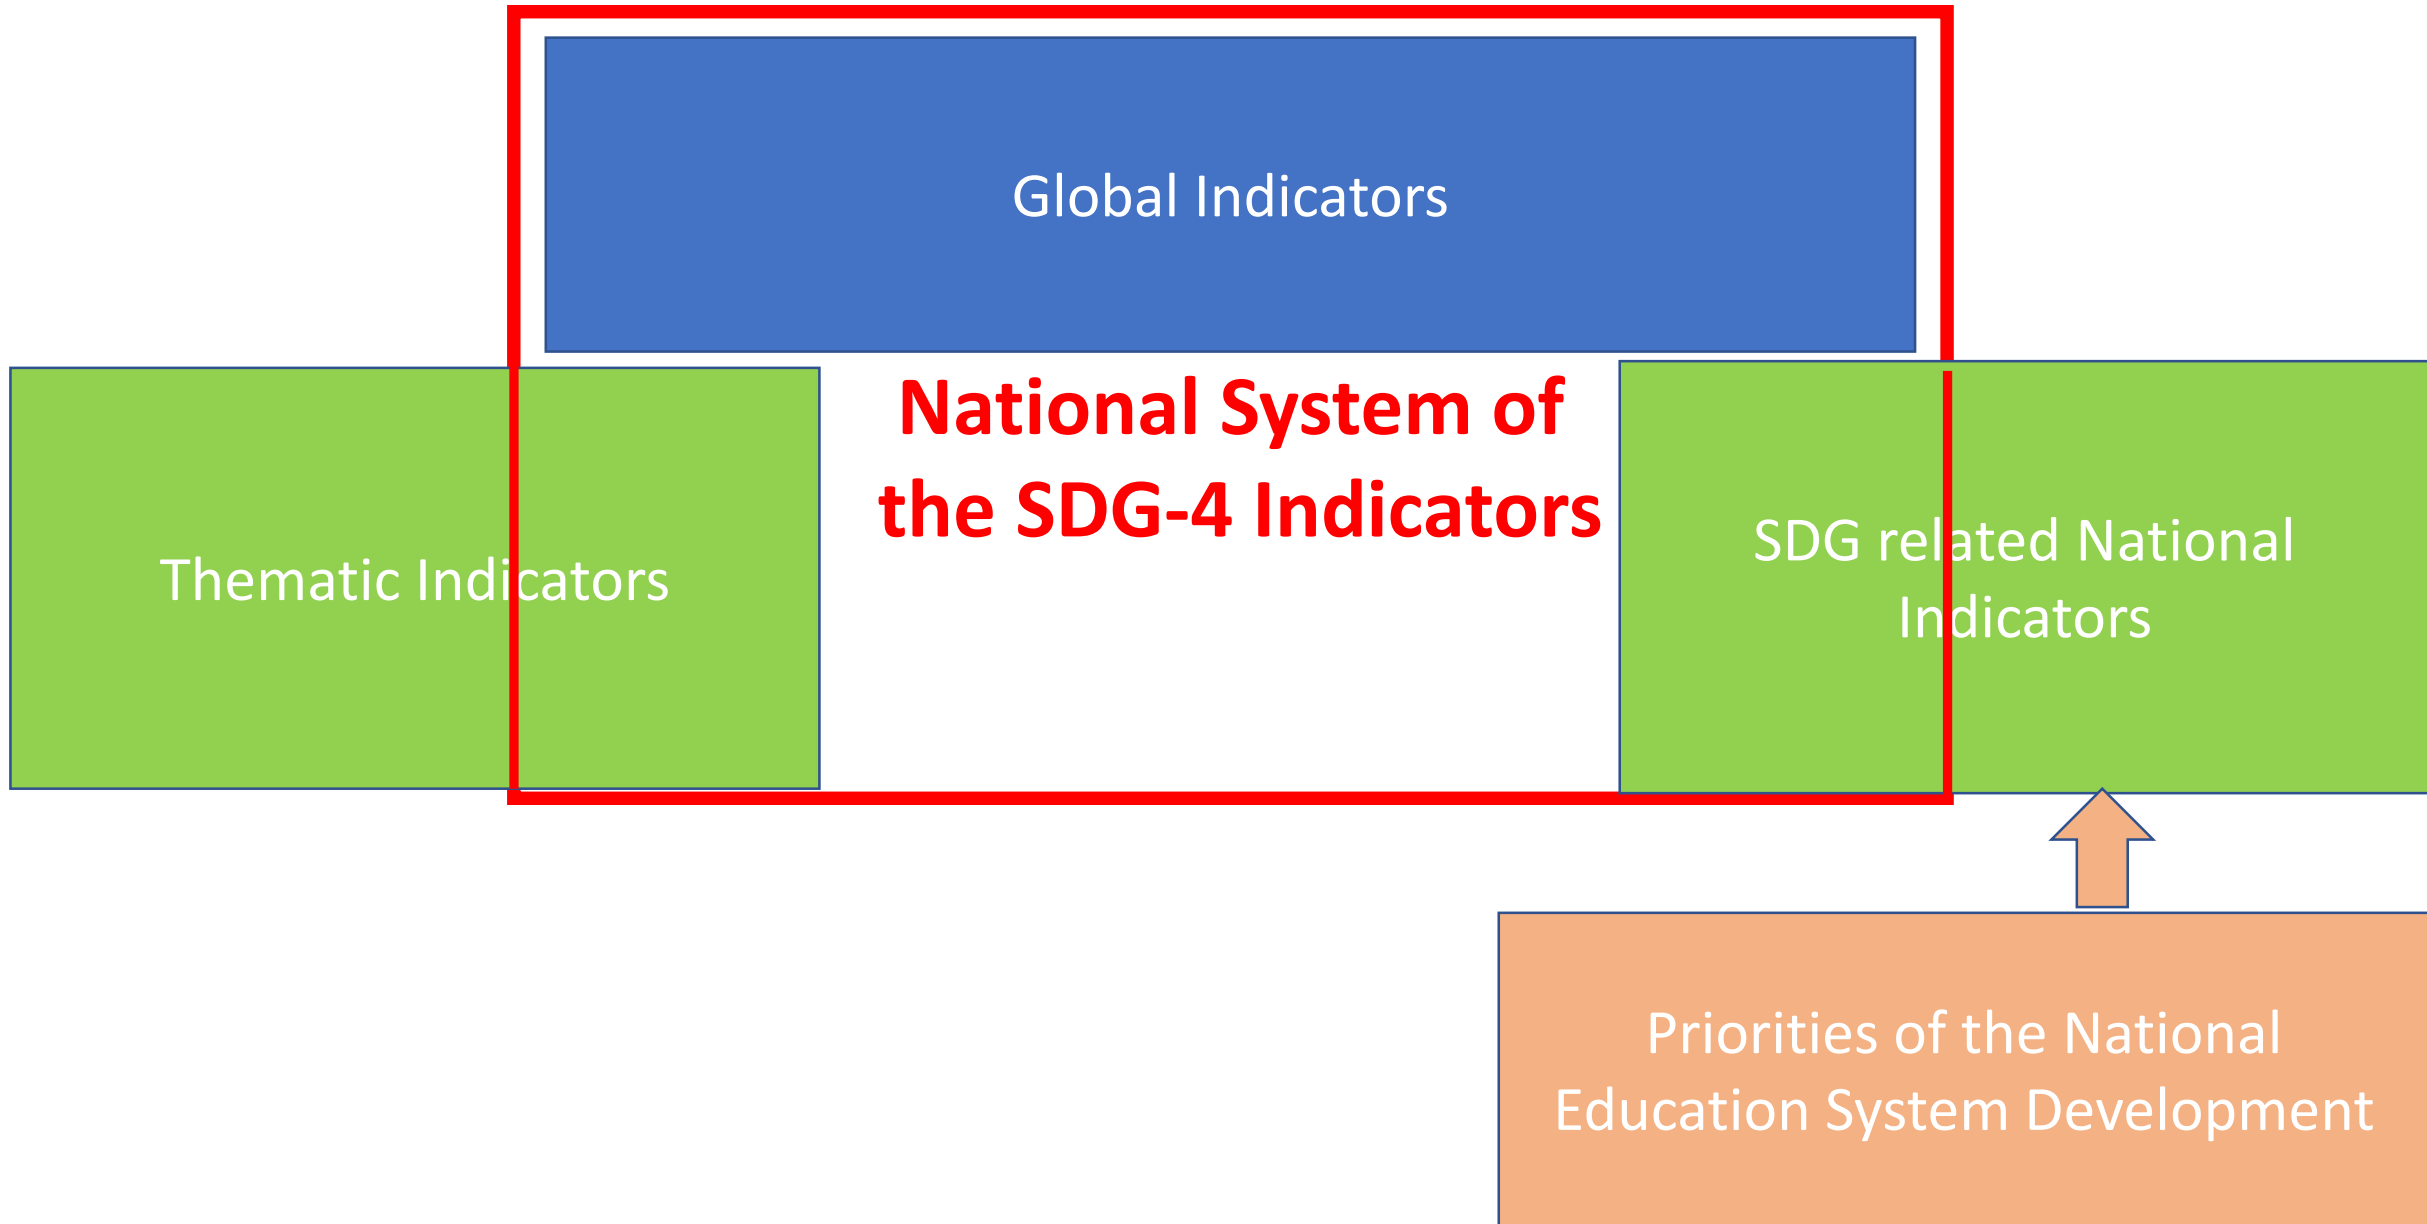 Global Indicators
National System of
the SDG-4 Indicators
Thematic Indicators
SDG related National
Indicators
Priorities of the National
Education System Development